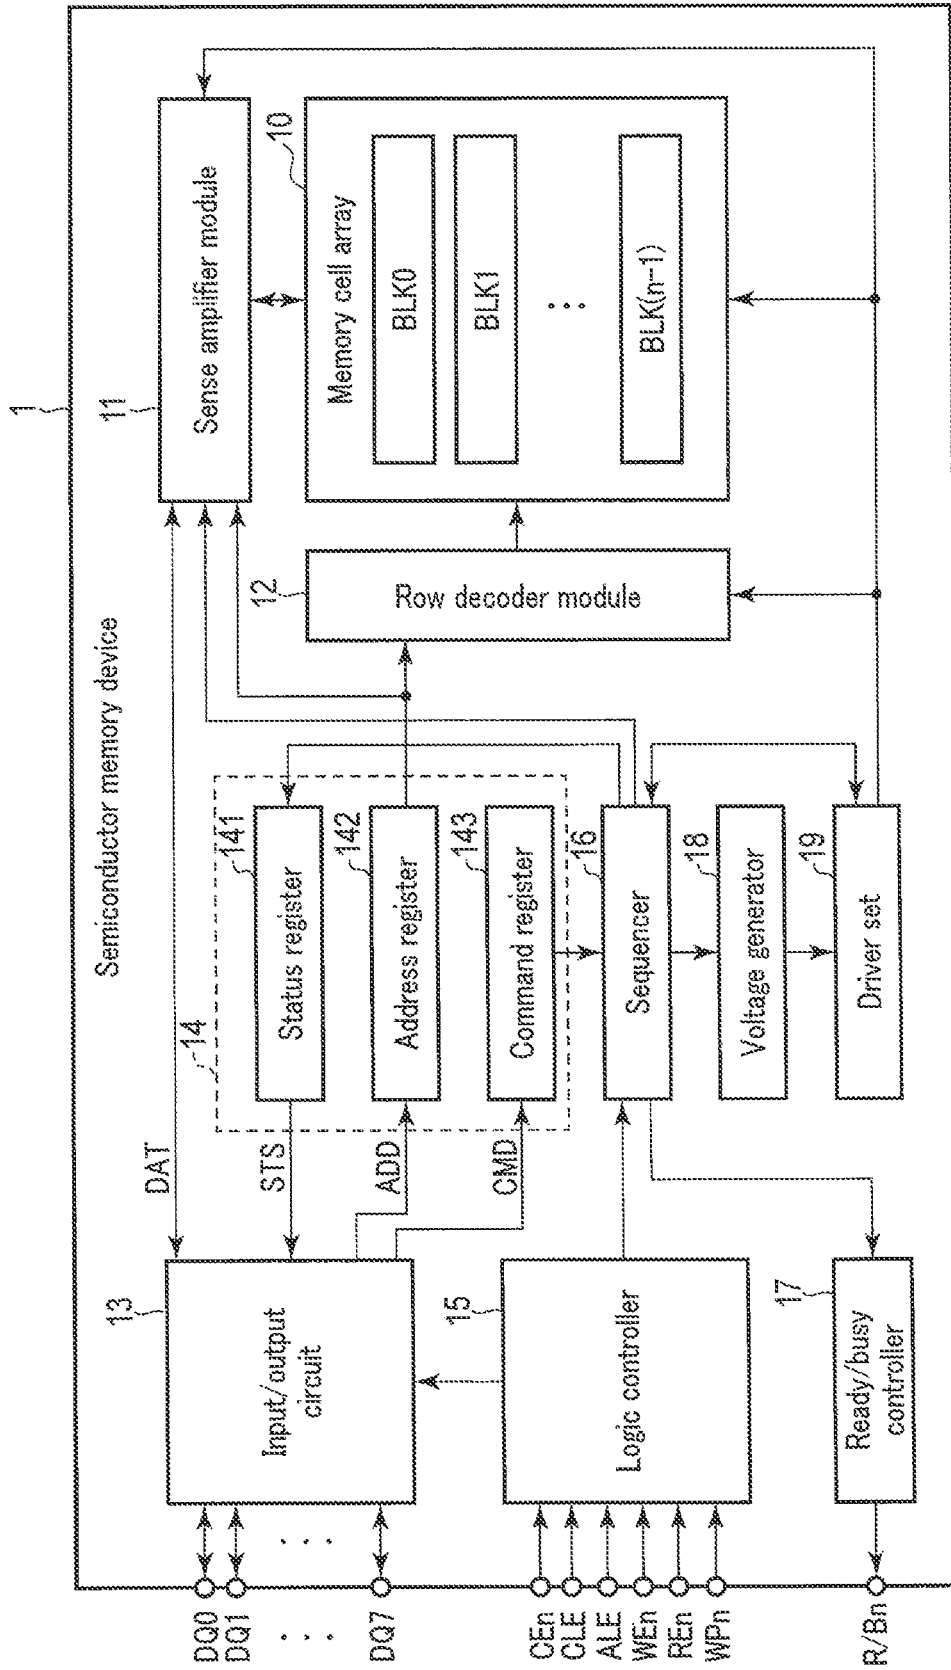 1
Semiconductor memory device
11
Sense amplifier module
10
Memory cell array
BLK0
BLK1
. . .
BLK(n-1)
12
Row decoder module
14
141
Status register
142
Address register
143
Command register
16
Sequencer
18
Voltage generator
19
Driver set
DAT
STS
ADD
CMD
13
Input/output
circuit
15
Logic controller
17
Ready/busy
controller
DQ0
DQ1
. . .
. . .
DQ7
CEn
CLE
ALE
WEn
REn
WPn
R/Bn